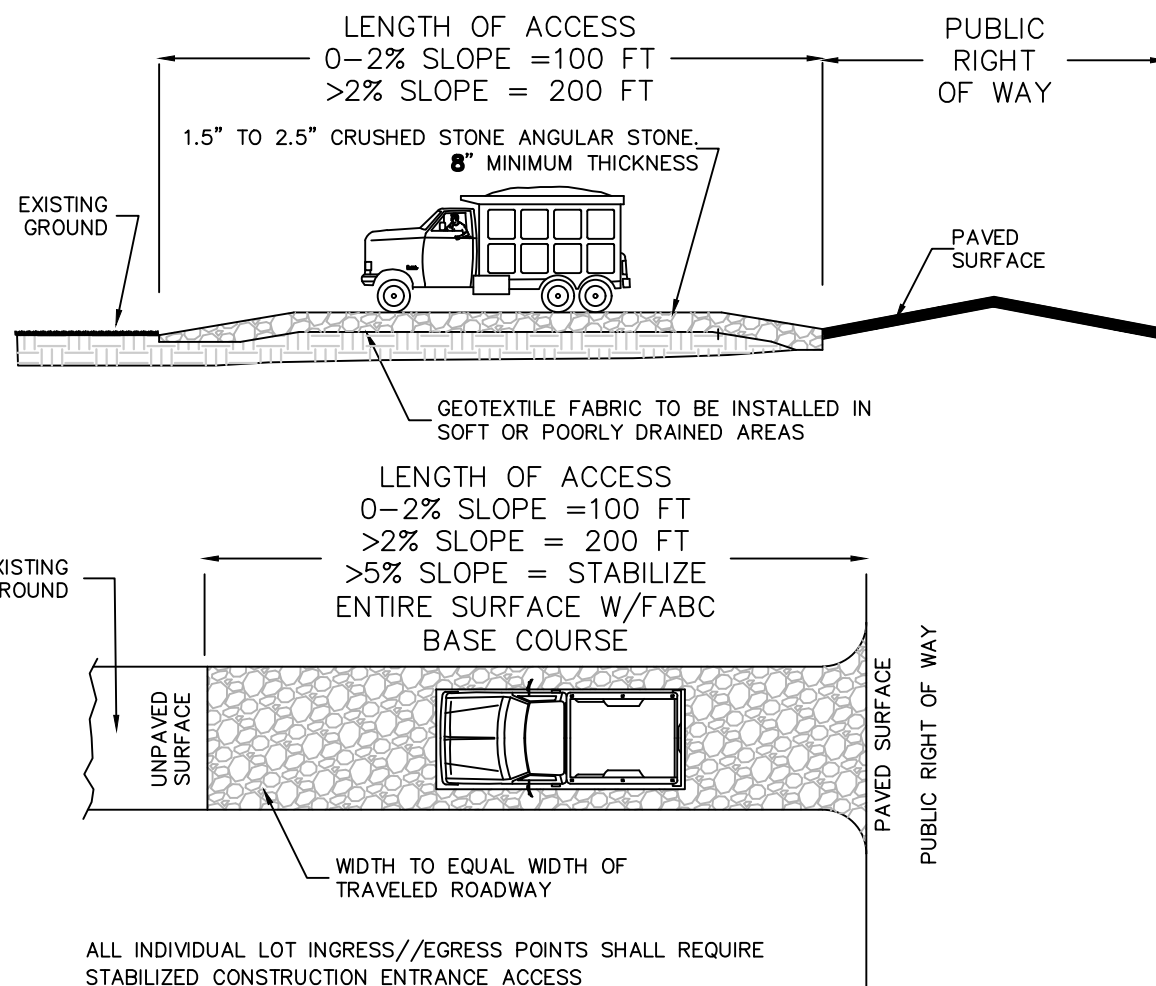 LENGTH OF ACCESS
0-2% SLOPE =100 FT
>2% SLOPE = 200 FT
PUBLIC
RIGHT
OF WAY
1.5" TO 2.5" CRUSHED STONE ANGULAR STONE.
8" MINIMUM THICKNESS
EXISTING
GROUND
PAVED
SURFACE
GEOTEXTILE FABRIC TO BE INSTALLED IN
SOFT OR POORLY DRAINED AREAS
LENGTH OF ACCESS
0-2% SLOPE =100 FT
>2% SLOPE = 200 FT
>5% SLOPE = STABILIZE
ENTIRE SURFACE W/FABC
BASE COURSE
XISTING
ROUND
UNPAVED
SURFACE
PAVED SURFACE
PUBLIC RIGHT OF WAY
WIDTH TO EQUAL WIDTH OF
TRAVELED ROADWAY
ALL INDIVIDUAL LOT INGRESS//EGRESS POINTS SHALL REQUIRE
STABILIZED CONSTRUCTION ENTRANCE ACCESS